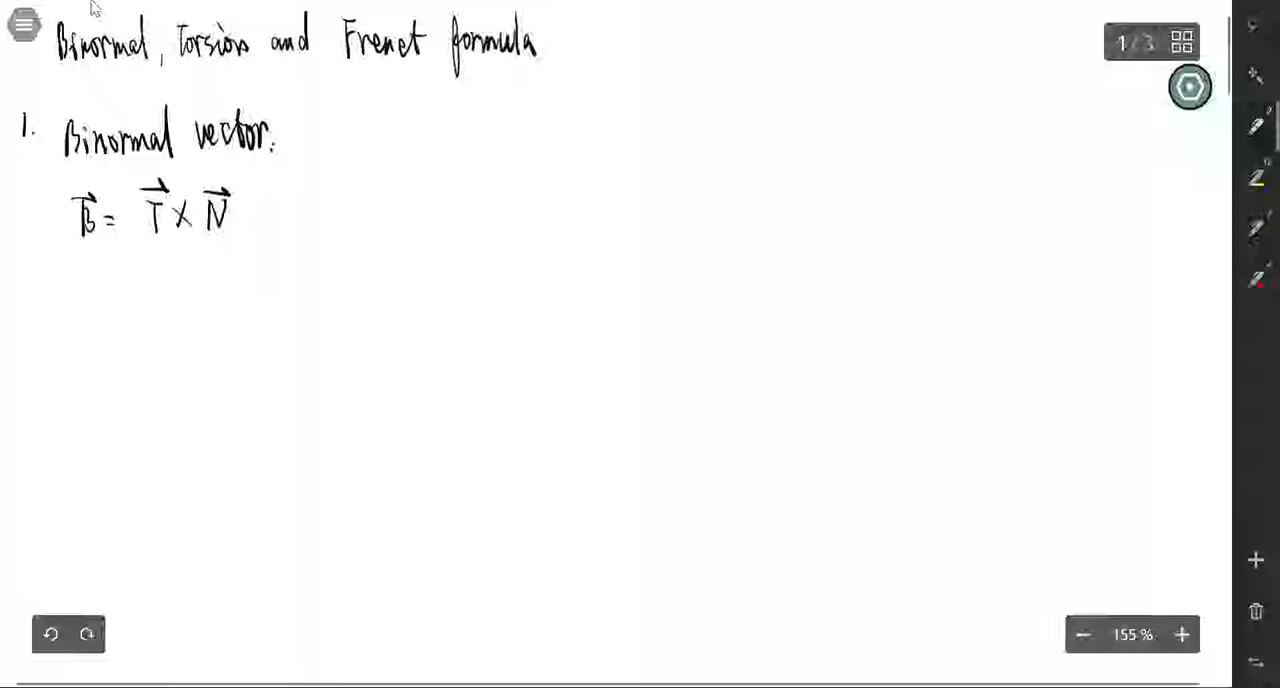 Binormal, Torsion and Frenet formula
1 / 3
1. Binormal vector.
B⃗ = T⃗ × N⃗
155 %